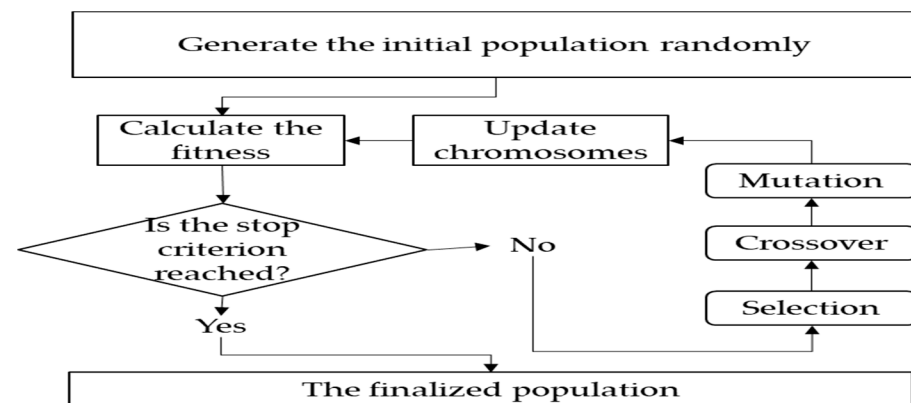 Generate the initial population randomly
Calculate the
fitness
Update
chromosomes
Mutation
Is the stop
criterion
reached?
No
Crossover
Selection
Yes
The finalized population